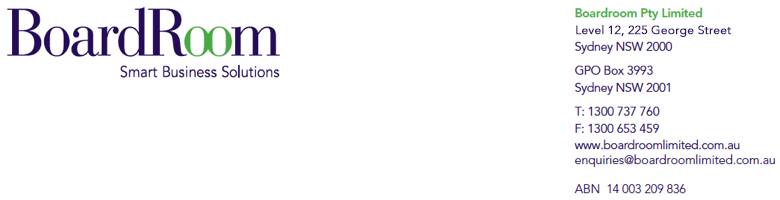 BoardRoom
Smart Business Solutions
Boardroom Pty Limited
Level 12, 225 George Street
Sydney NSW 2000
GPO Box 3993
Sydney NSW 2001
T: 1300 737 760
F: 1300 653 459
www.boardroomlimited.com.au
enquiries@boardroomlimited.com.au
ABN 14 003 209 836